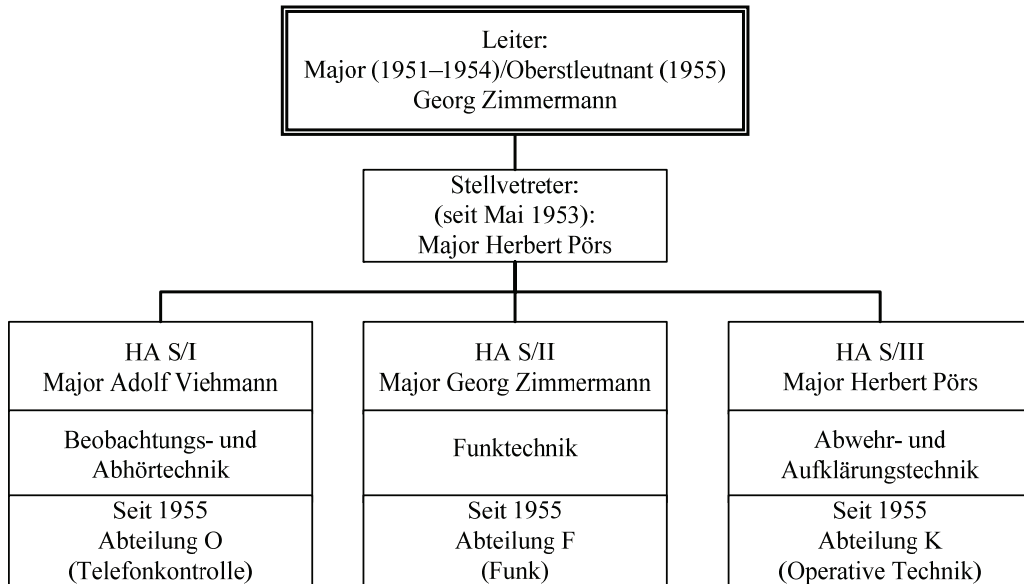 Leiter:
Major (1951–1954)/Oberstleutnant (1955)
Georg Zimmermann
Stellvetreter:
(seit Mai 1953):
Major Herbert Pörs
HA S/I
Major Adolf Viehmann
Beobachtungs- und
Abhörtechnik
Seit 1955
Abteilung O
(Telefonkontrolle)
HA S/II
Major Georg Zimmermann
Funktechnik
Seit 1955
Abteilung F
(Funk)
HA S/III
Major Herbert Pörs
Abwehr- und
Aufklärungstechnik
Seit 1955
Abteilung K
(Operative Technik)